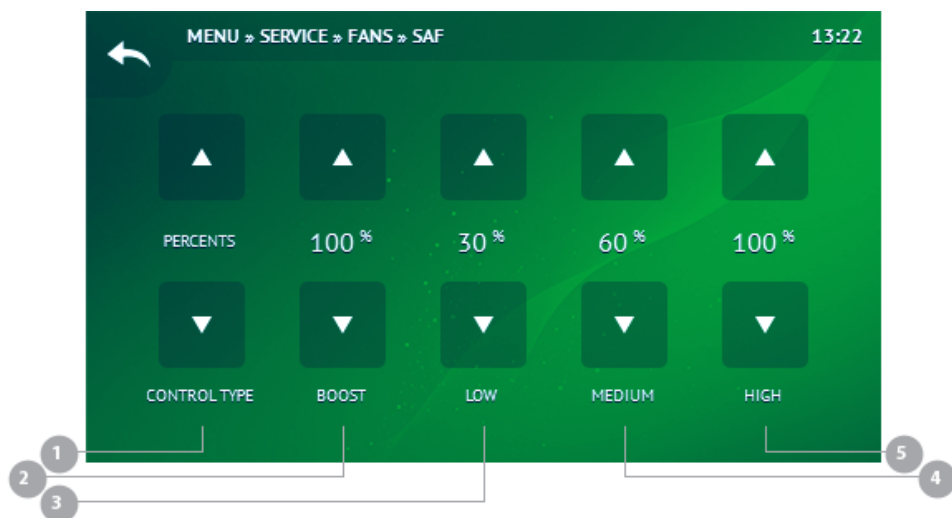 MENU » SERVICE » FANS » SAF 13:22
PERCENTS 100 % 30 % 60 % 100 %
CONTROL TYPE BOOST LOW MEDIUM HIGH
1 5
2 4
3